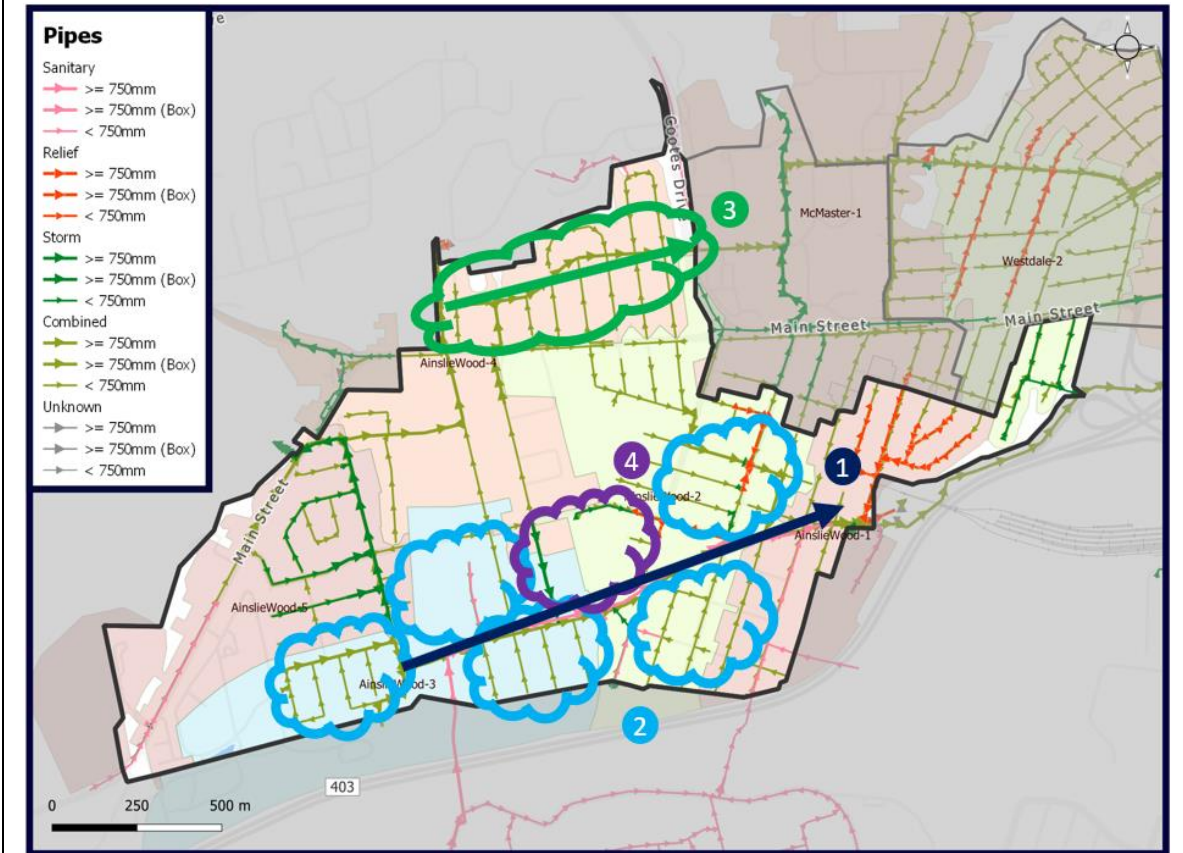 e
Pipes
Sanitary
>= 750mm
>= 750mm (Box)
< 750mm
Relief
>= 750mm
>= 750mm (Box)
< 750mm
Storm
>= 750mm
>= 750mm (Box)
< 750mm
Combined
>= 750mm
>= 750mm (Box)
< 750mm
Unknown
>= 750mm
>= 750mm (Box)
< 750mm
Cootes Driv
3
McMaster-1
Westdale-2
Main Street
Main Street
AinslieWood-4
4
1
AinslieWood-2
AinslieWood-1
Main Street
AinslieWood-5
AinslieWood-3
2
403
0 250 500 m